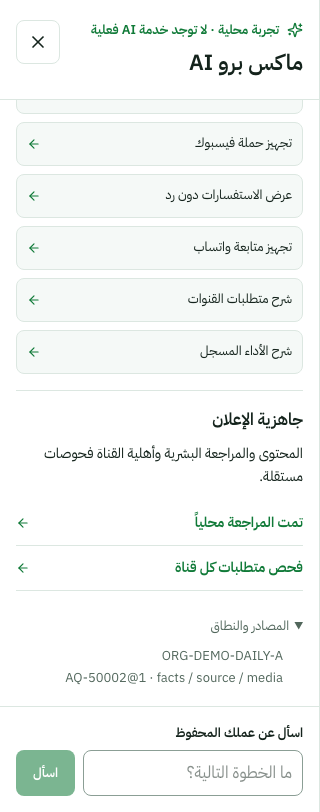 تجربة محلية · لا توجد خدمة AI فعلية
ماكس برو AI
تجهيز حملة فيسبوك
عرض الاستفسارات دون رد
تجهيز متابعة واتساب
شرح متطلبات القنوات
شرح الأداء المسجل
جاهزية الإعلان
المحتوى والمراجعة البشرية وأهلية القناة فحوصات
مستقلة.
تمت المراجعة محلياً
فحص متطلبات كل قناة
المصادر والنطاق
ORG-DEMO-DAILY-A
AQ-50002@1 · facts / source / media
اسأل عن عملك المحفوظ
ما الخطوة التالية؟
اسأل